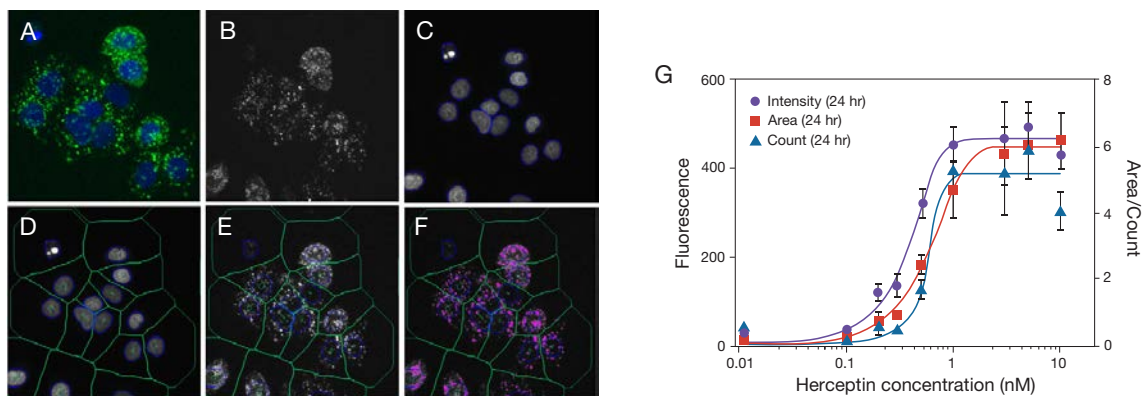 A
B
C
D
E
F
G
Intensity (24 hr)
Area (24 hr)
Count (24 hr)
Fluorescence
600
400
200
0
8
6
4
2
0
Area/Count
0.01
0.1
1
10
Herceptin concentration (nM)